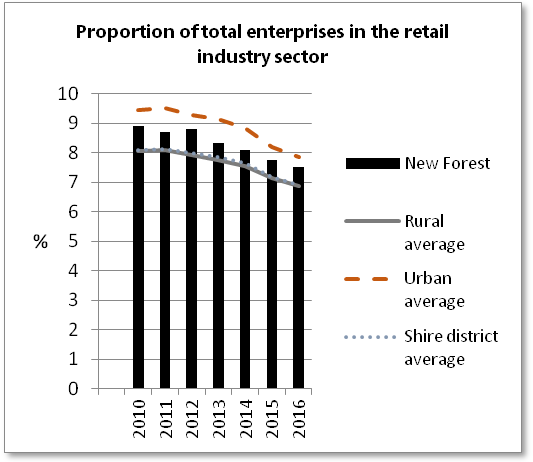 Proportion of total enterprises in the retail
industry sector
10
9
8
7
6
5
4
3
2
1
0
%
2010
2011
2012
2013
2014
2015
2016
New Forest
Rural
average
Urban
average
Shire district
average